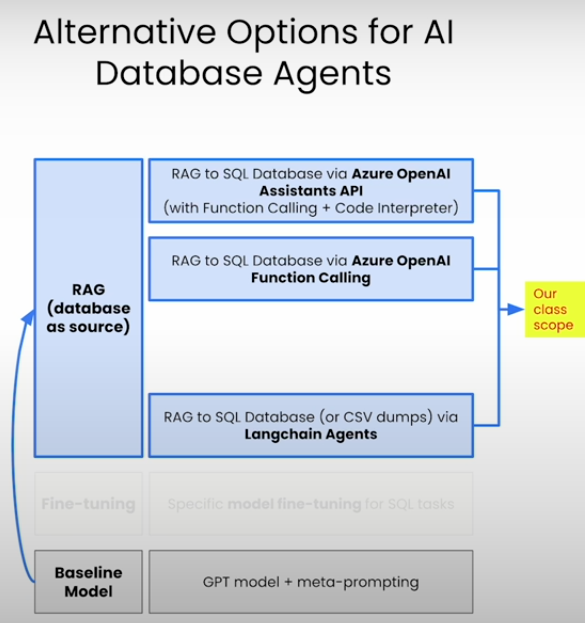 Alternative Options for AI
Database Agents
RAG
(database
as source)
RAG to SQL Database via Azure OpenAI
Assistants API
(with Function Calling + Code Interpreter)
RAG to SQL Database via Azure OpenAI
Function Calling
RAG to SQL Database (or CSV dumps) via
Langchain Agents
Our
class
scope
Fine-tuning
Specific model fine-tuning for SQL tasks
Baseline
Model
GPT model + meta-prompting